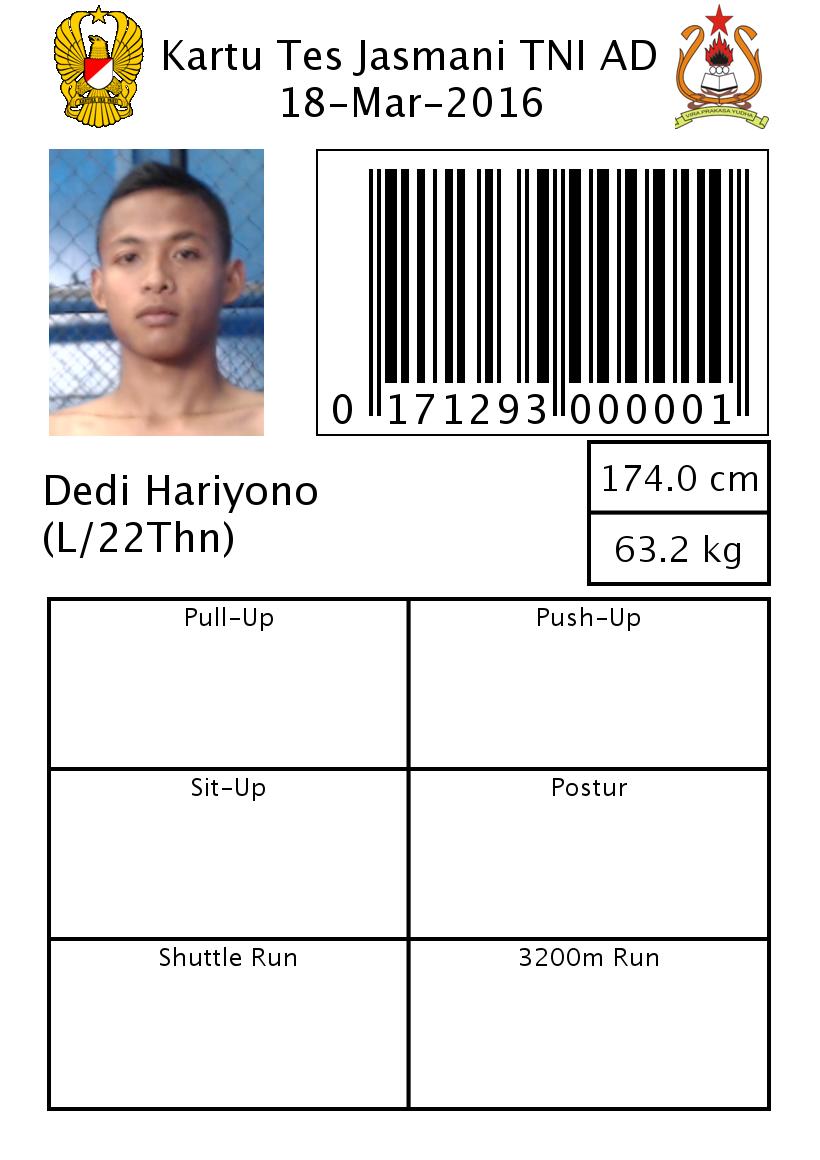 Kartu Tes Jasmani TNI AD
18-Mar-2016
VIRA PRAKASA YUDHA
0 171293 000001
Dedi Hariyono
(L/22Thn)
174.0 cm
63.2 kg
Pull-Up
Push-Up
Sit-Up
Postur
Shuttle Run
3200m Run